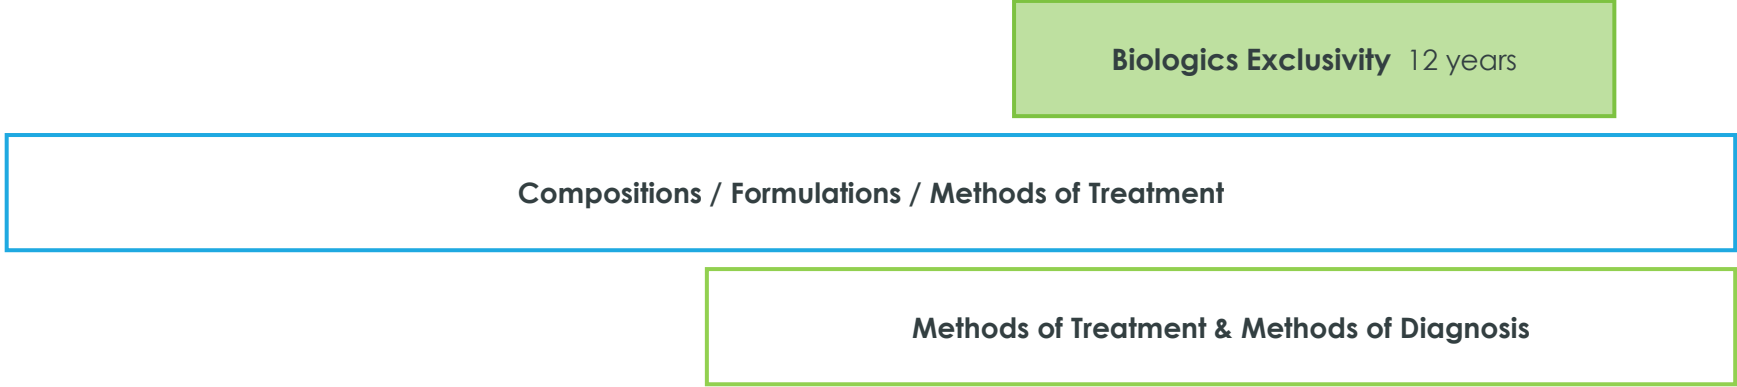 Biologics Exclusivity 12 years
Compositions / Formulations / Methods of Treatment
Methods of Treatment & Methods of Diagnosis